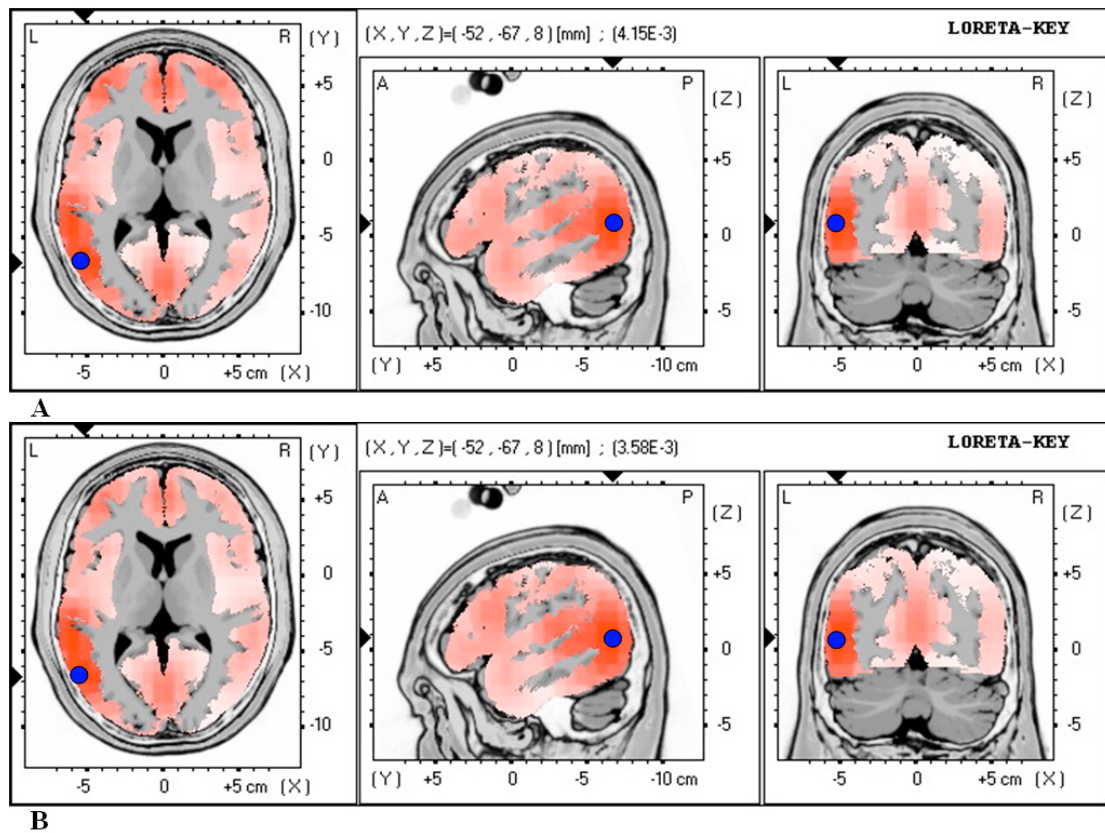 L R (Y) (X,Y,Z)=(-52,-67,8)[mm] ; (4.15E-3) LORETA-KEY
A P (Z) L R (Z)
+5 +5 +5
0
-5 0 0
-10 -5 -5
-5 0 +5 cm (X) (Y) +5 0 -5 -10 cm -5 0 +5 cm (X)
A
L R (Y) (X,Y,Z)=(-52,-67,8)[mm] ; (3.58E-3) LORETA-KEY
A P (Z) L R (Z)
+5 +5 +5
0
-5 0 0
-10 -5 -5
-5 0 +5 cm (X) (Y) +5 0 -5 -10 cm -5 0 +5 cm (X)
B